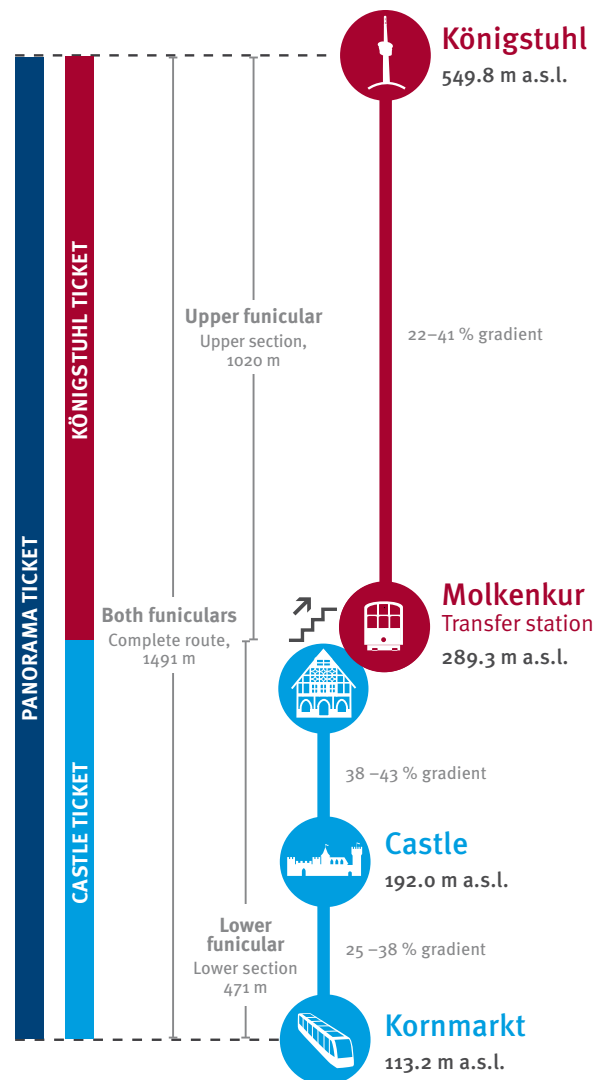 Königstuhl
549.8 m a.s.l.
PANORAMA TICKET
KÖNIGSTUHL TICKET
Upper funicular
Upper section,
1020 m
22–41 % gradient
Both funiculars
Complete route,
1491 m
Molkenkur
Transfer station
289.3 m a.s.l.
CASTLE TICKET
38 –43 % gradient
Castle
192.0 m a.s.l.
Lower
funicular
Lower section
471 m
25 –38 % gradient
Kornmarkt
113.2 m a.s.l.